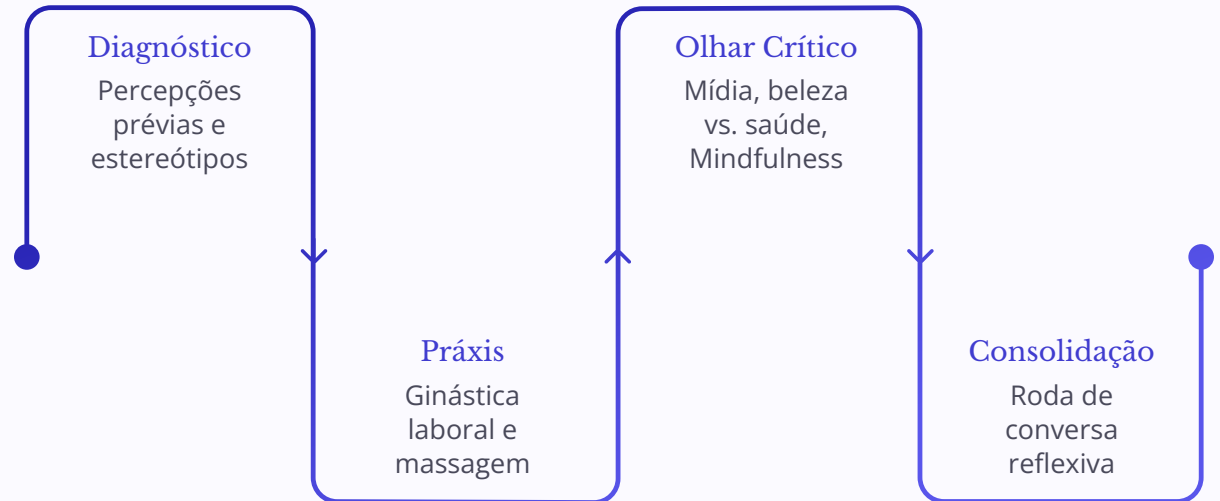 Diagnóstico
Percepções
prévias e
estereótipos
Práxis
Ginástica
laboral e
massagem
Olhar Crítico
Mídia, beleza
vs. saúde,
Mindfulness
Consolidação
Roda de
conversa
reflexiva